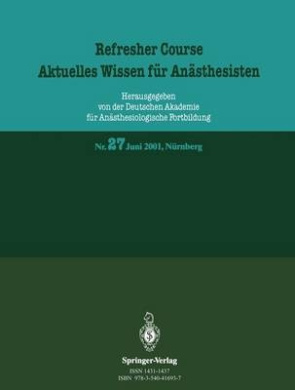 Refresher Course
Aktuelles Wissen für Anästhesisten
Herausgegeben
von der Deutschen Akademie
für Anästhesiologische Fortbildung
Nr. 27 Juni 2001, Nürnberg
Springer-Verlag
ISSN 1431-1437
ISBN 978-3-540-41693-7